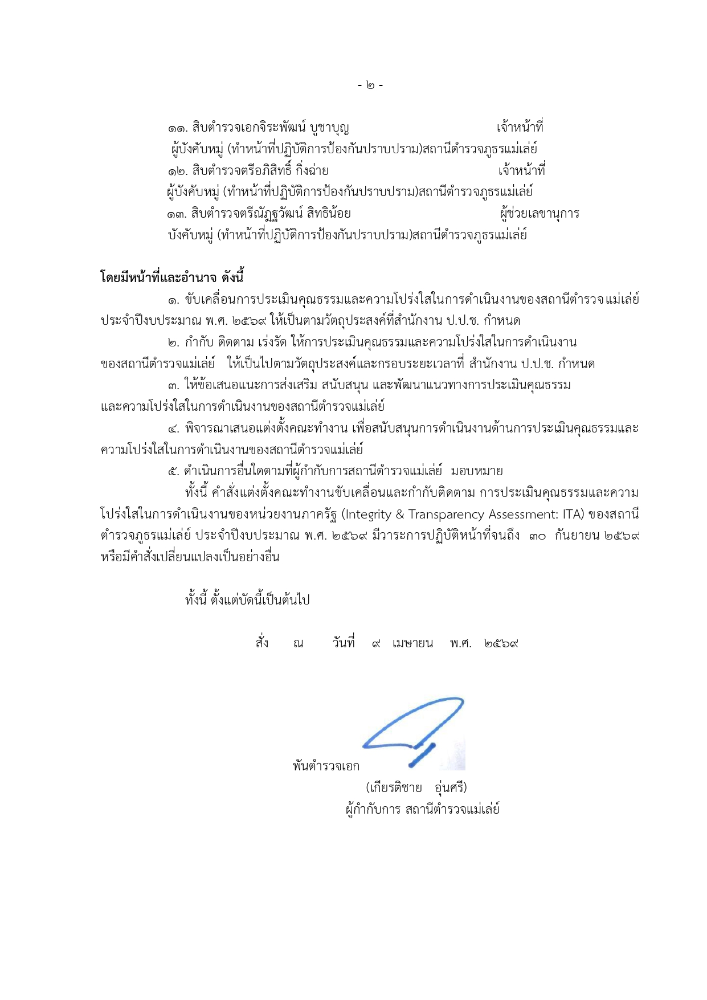 - ๒ -
๑๑. สิบตำรวจเอกจิระพัฒน์ บูชาบุญ เจ้าหน้าที่
ผู้บังคับหมู่ (ทำหน้าที่ปฏิบัติการป้องกันปราบปราม)สถานีตำรวจภูธรแม่เล่ย์
๑๒. สิบตำรวจตรีอภิสิทธิ์ กิ่งฉ่าย เจ้าหน้าที่
ผู้บังคับหมู่ (ทำหน้าที่ปฏิบัติการป้องกันปราบปราม)สถานีตำรวจภูธรแม่เล่ย์
๑๓. สิบตำรวจตรีณัฏฐวัฒน์ สิทธิน้อย ผู้ช่วยเลขานุการ
บังคับหมู่ (ทำหน้าที่ปฏิบัติการป้องกันปราบปราม)สถานีตำรวจภูธรแม่เล่ย์
โดยมีหน้าที่และอำนาจ ดังนี้
๑. ขับเคลื่อนการประเมินคุณธรรมและความโปร่งใสในการดำเนินงานของสถานีตำรวจแม่เล่ย์
ประจำปีงบประมาณ พ.ศ. ๒๕๖๙ ให้เป็นตามวัตถุประสงค์ที่สำนักงาน ป.ป.ช. กำหนด
๒. กำกับ ติดตาม เร่งรัด ให้การประเมินคุณธรรมและความโปร่งใสในการดำเนินงาน
ของสถานีตำรวจแม่เล่ย์ ให้เป็นไปตามวัตถุประสงค์และกรอบระยะเวลาที่ สำนักงาน ป.ป.ช. กำหนด
๓. ให้ข้อเสนอแนะการส่งเสริม สนับสนุน และพัฒนาแนวทางการประเมินคุณธรรม
และความโปร่งใสในการดำเนินงานของสถานีตำรวจแม่เล่ย์
๔. พิจารณาเสนอแต่งตั้งคณะทำงาน เพื่อสนับสนุนการดำเนินงานด้านการประเมินคุณธรรมและ
ความโปร่งใสในการดำเนินงานของสถานีตำรวจแม่เล่ย์
๕. ดำเนินการอื่นใดตามที่ผู้กำกับการสถานีตำรวจแม่เล่ย์ มอบหมาย
ทั้งนี้ คำสั่งแต่งตั้งคณะทำงานขับเคลื่อนและกำกับติดตาม การประเมินคุณธรรมและความ
โปร่งใสในการดำเนินงานของหน่วยงานภาครัฐ (Integrity & Transparency Assessment: ITA) ของสถานี
ตำรวจภูธรแม่เล่ย์ ประจำปีงบประมาณ พ.ศ. ๒๕๖๙ มีวาระการปฏิบัติหน้าที่จนถึง ๓๐ กันยายน ๒๕๖๙
หรือมีคำสั่งเปลี่ยนแปลงเป็นอย่างอื่น
ทั้งนี้ ตั้งแต่บัดนี้เป็นต้นไป
สั่ง ณ วันที่ ๙ เมษายน พ.ศ. ๒๕๖๙
พันตำรวจเอก
(เกียรติชาย อุ่นศรี)
ผู้กำกับการ สถานีตำรวจแม่เล่ย์